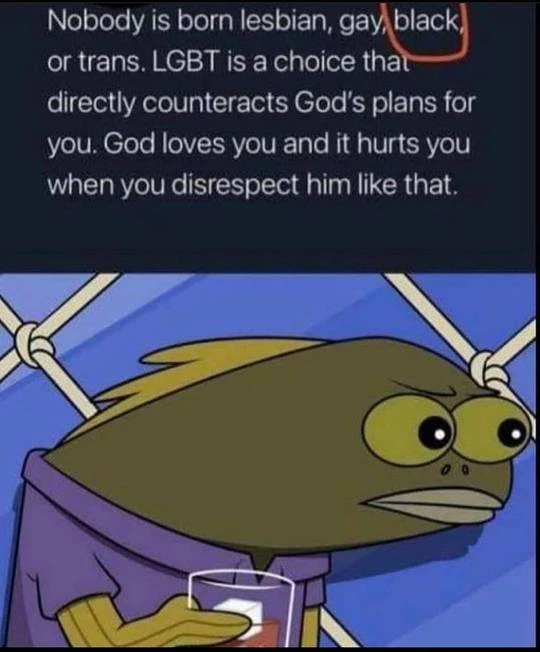 Nobody is born lesbian, gay, black,
or trans. LGBT is a choice that
directly counteracts God's plans for
you. God loves you and it hurts you
when you disrespect him like that.